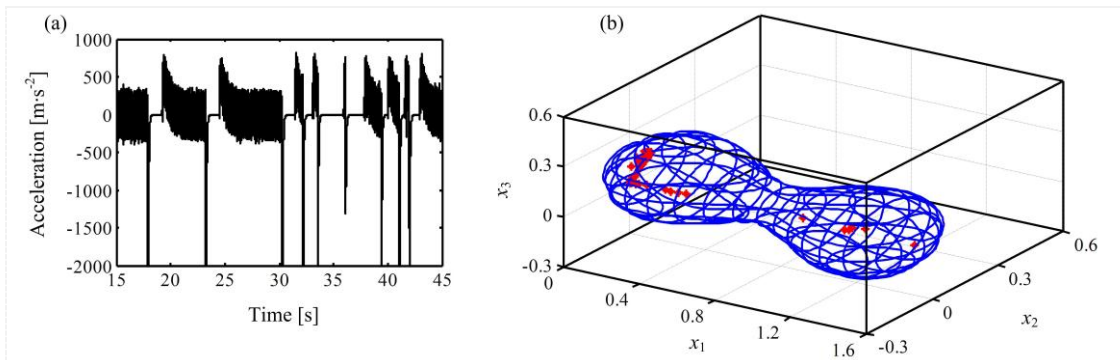 (a)
1000
500
0
-500
-1000
-1500
-2000
15 20 25 30 35 40 45
Acceleration [m·s⁻²]
Time [s]
(b)
0.6
0.3
0
-0.3
x₃
0 0.4 0.8 1.2 1.6
x₁
-0.3 0 0.3 0.6
x₂